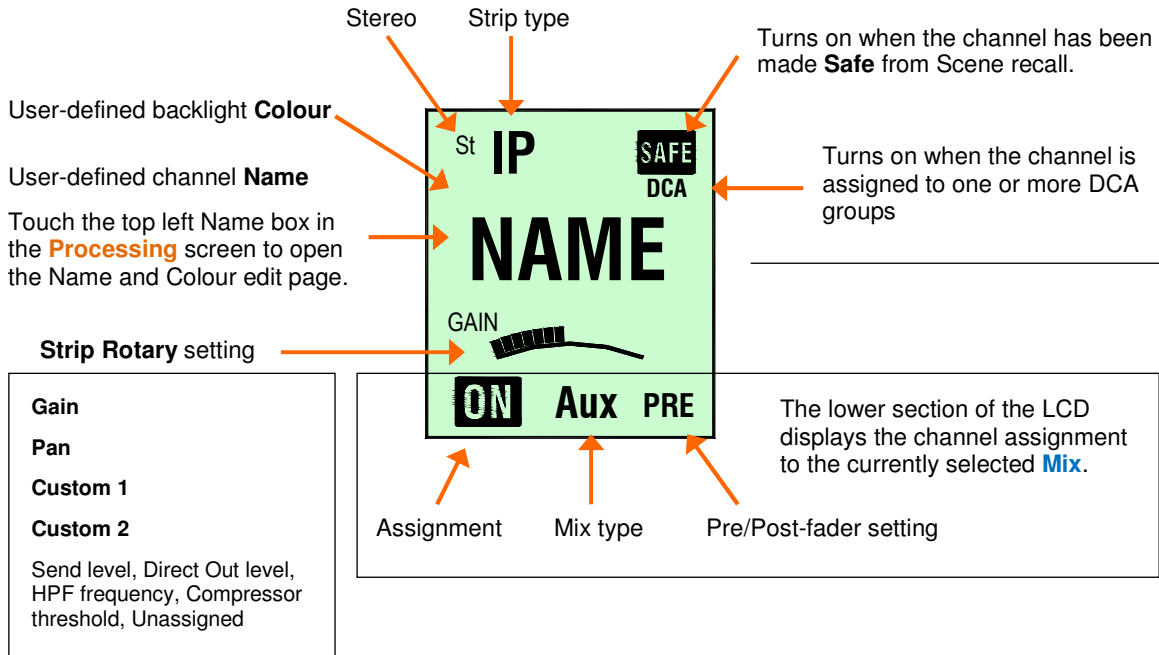 Stereo
Strip type
Turns on when the channel has been
made Safe from Scene recall.
User-defined backlight Colour
User-defined channel Name
Touch the top left Name box in
the Processing screen to open
the Name and Colour edit page.
St IP SAFE
DCA
NAME
GAIN
ON Aux PRE
Turns on when the channel is
assigned to one or more DCA
groups
Strip Rotary setting
Gain
Pan
Custom 1
Custom 2
Send level, Direct Out level,
HPF frequency, Compressor
threshold, Unassigned
The lower section of the LCD
displays the channel assignment
to the currently selected Mix.
Assignment
Mix type
Pre/Post-fader setting